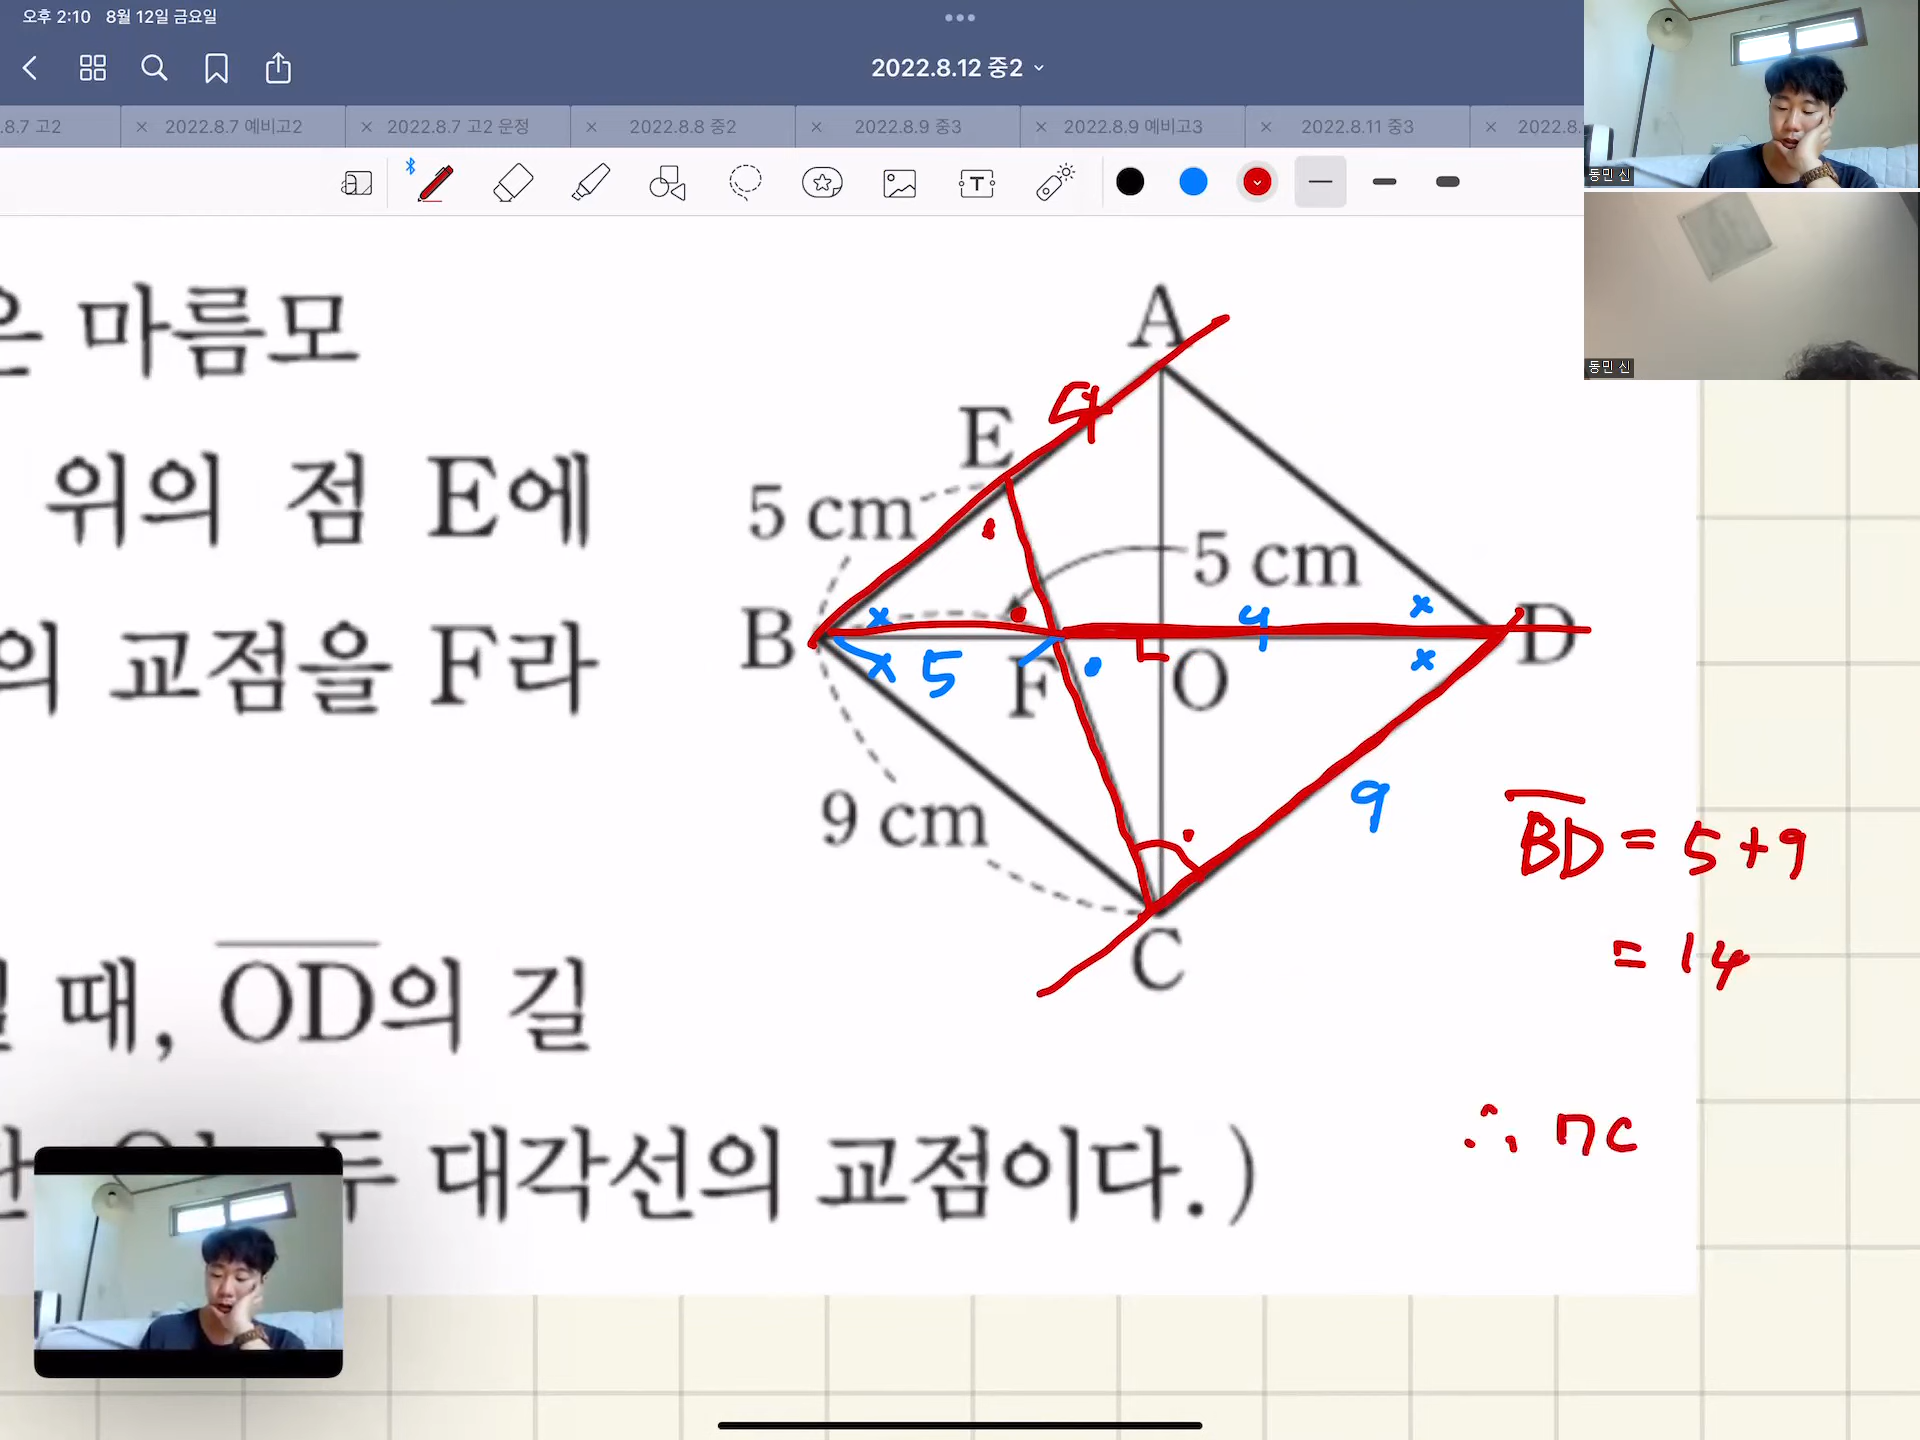 오후 2:10 8월 12일 금요일
2022.8.12 중2
.8.7 고2
2022.8.7 예비고2
2022.8.7 고2 운정
2022.8.8 중2
2022.8.9 중3
2022.8.9 예비고3
2022.8.11 중3
2022.8.
동민 신
동민 신
은 마름모
위의 점 E에
의 교점을 F라
때, OD의 길
두 대각선의 교점이다.)
A
E
4
5 cm
5 cm
B
D
9
5
F
O
9 cm
9
C
BD = 5+9
= 14
∴ ㄱㄷ